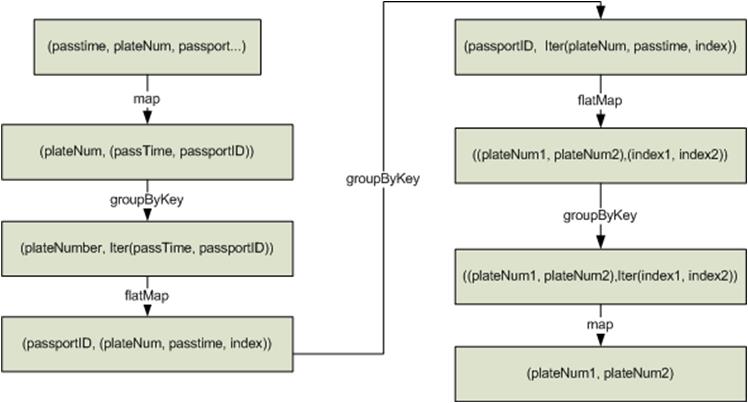 (passtime, plateNum, passport...)
map
(plateNum, (passTime, passportID))
groupByKey
(plateNumber, Iter(passTime, passportID))
flatMap
(passportID, (plateNum, passtime, index))
groupByKey
(passportID, Iter(plateNum, passtime, index))
flatMap
((plateNum1, plateNum2),(index1, index2))
groupByKey
((plateNum1, plateNum2),Iter(index1, index2))
map
(plateNum1, plateNum2)